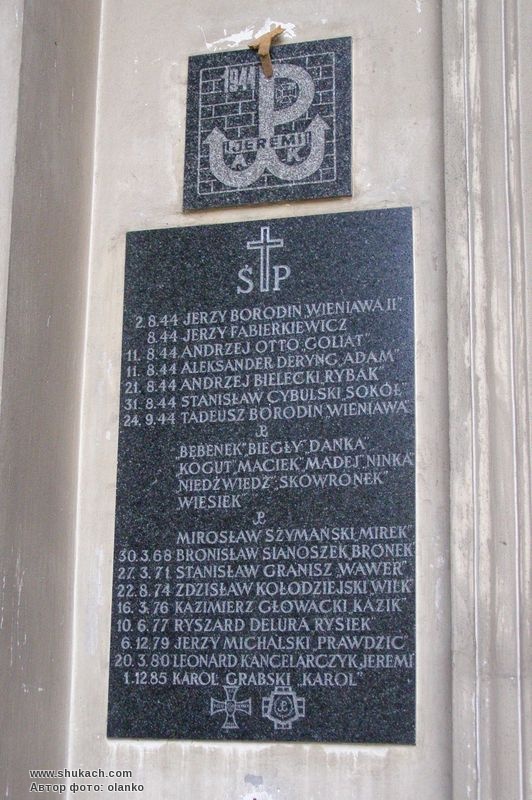 1944
JEREMI
A K
Ś P
2.8.44 JERZY BORODIN „WIENIAWA II"
8.44 JERZY FABIERKIEWICZ
11. 8.44 ANDRZEJ OTTO „GOLIAT"
11. 8.44 ALEKSANDER DERYNG „ADAM"
21. 8.44 ANDRZEJ BIELECKI „RYBAK"
31. 8.44 STANISŁAW CYBULSKI „SOKÓŁ"
24. 9.44 TADEUSZ BORODIN „WIENIAWA"
„BĘBENEK" BIEGŁY" „DANKA"
KOGUT" „MACIEK" „MADEJ" „NINKA"
„NIEDŹWIEDŹ" „SKOWRONEK"
WIESIEK"
MIROSŁAW SZYMAŃSKI „MIREK"
30.3.68 BRONISŁAW SIANOSZEK „BRONEK"
27.3.71 STANISŁAW GRANISZ „WAWER"
22.8.74 ZDZISŁAW KOŁODZIEJSKI „WILK"
16.3.76 KAZIMIERZ GŁOWACKI „KAZIK"
10.6.77 RYSZARD DELURA „RYSIEK"
6.12.79 JERZY MICHALSKI „PRAWDZIC"
20.3.80 LEONARD KANCELARCZYK „JEREMI"
1.12.85 KAROL GRABSKI „KAROL"
www.shukach.com
Автор фото: olanko